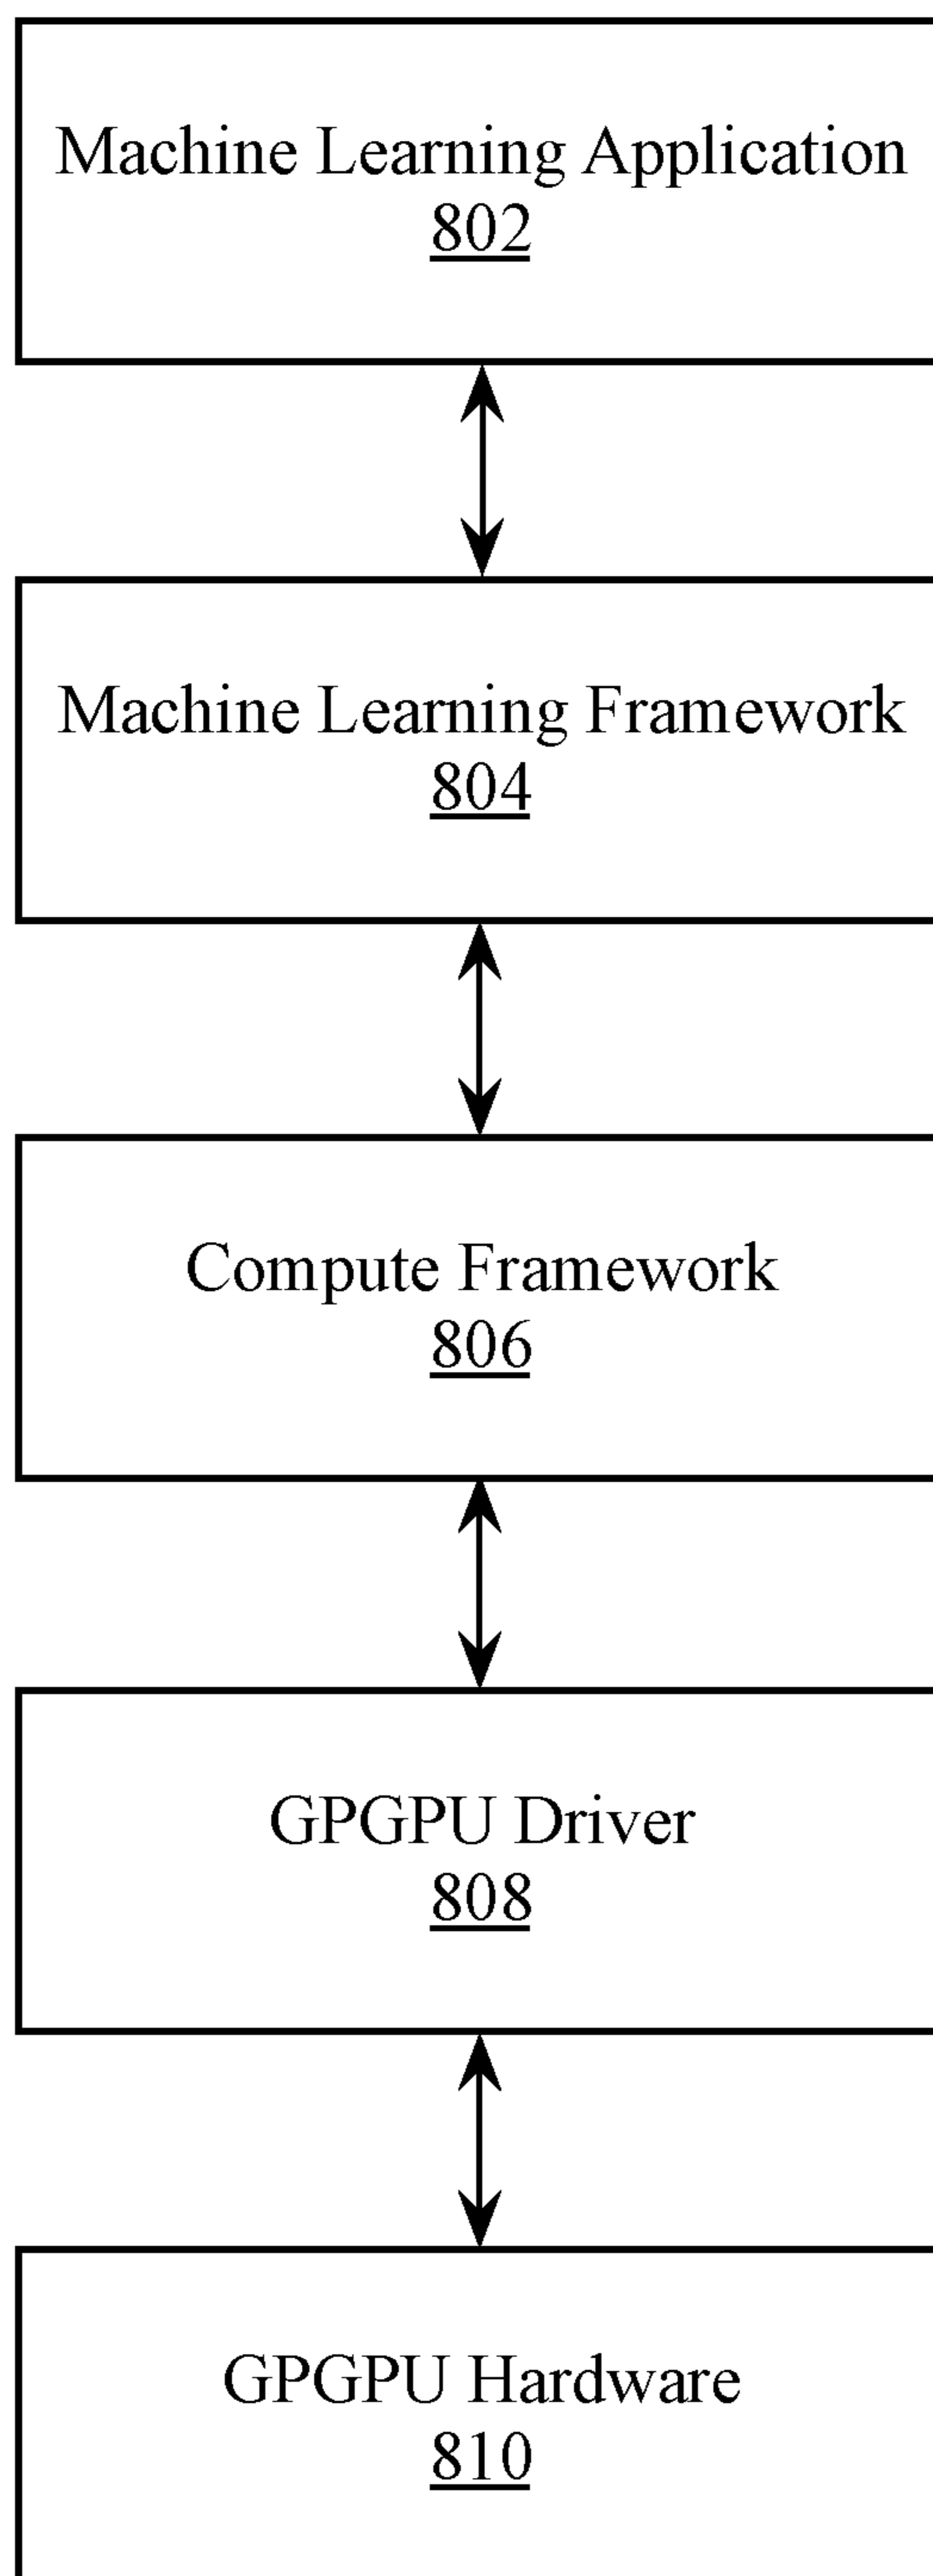 Machine Learning Application
802
Machine Learning Framework
804
Compute Framework
806
GPGPU Driver
808
GPGPU Hardware
810